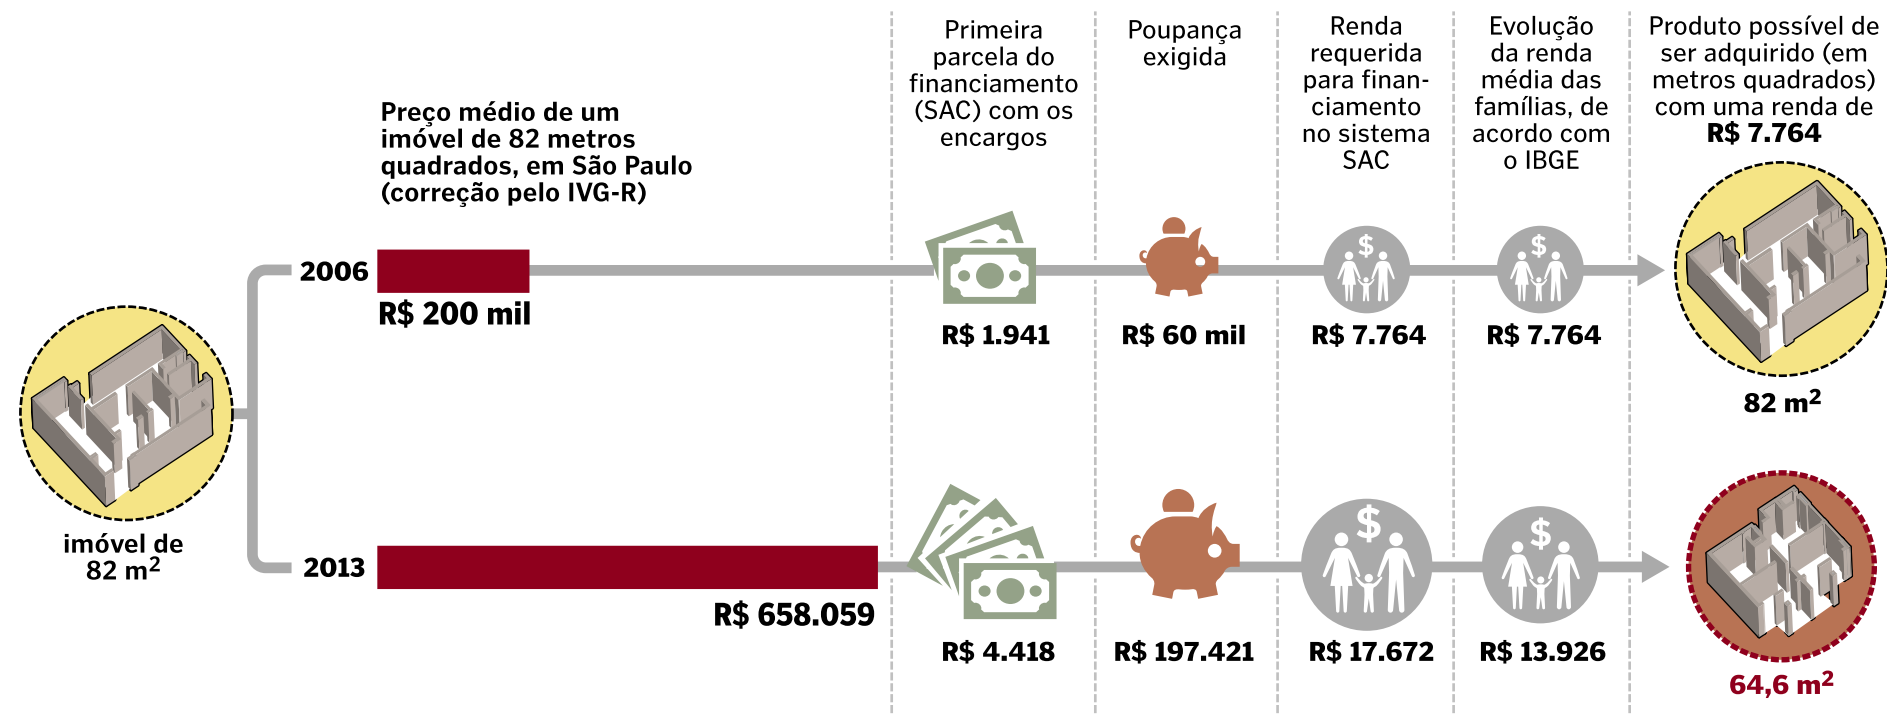 Preço médio de um
imóvel de 82 metros
quadrados, em São Paulo
(correção pelo IVG-R)
Primeira
parcela do
financiamento
(SAC) com os
encargos
Poupança
exigida
Renda
requerida
para finan-
ciamento
no sistema
SAC
Evolução
da renda
média das
famílias, de
acordo com
o IBGE
Produto possível de
ser adquirido (em
metros quadrados)
com uma renda de
R$ 7.764
imóvel de
82 m²
2006
R$ 200 mil
R$ 1.941
R$ 60 mil
$
R$ 7.764
$
R$ 7.764
82 m²
2013
R$ 658.059
R$ 4.418
R$ 197.421
$
R$ 17.672
$
R$ 13.926
64,6 m²